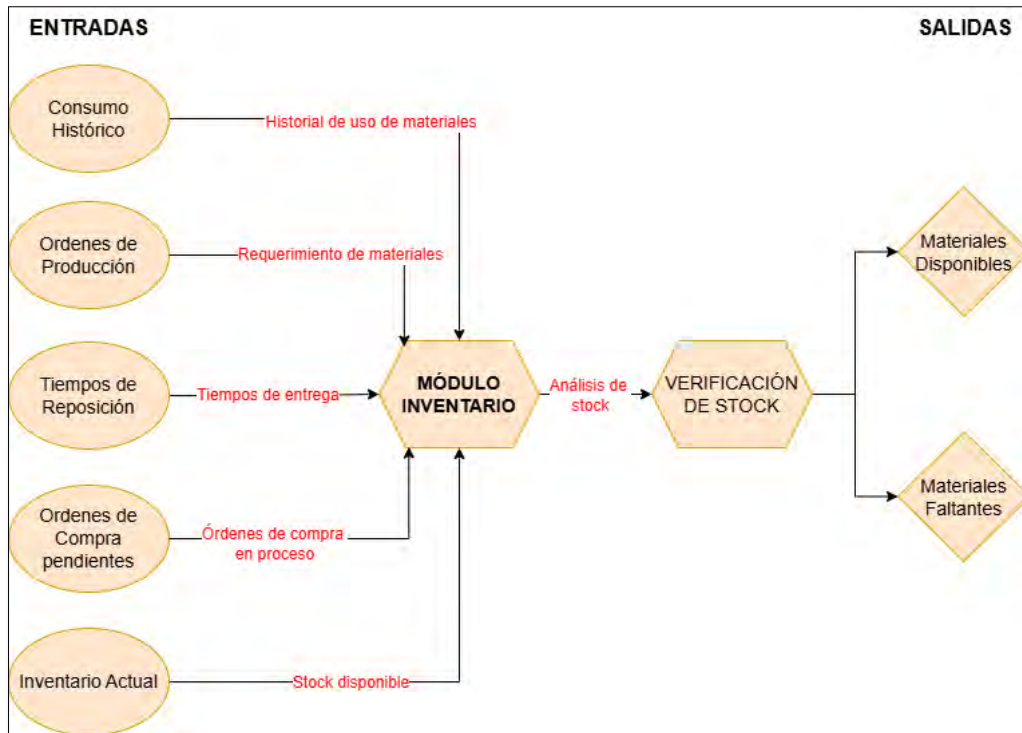 ENTRADAS
SALIDAS
Consumo
Histórico
Historial de uso de materiales
Ordenes de
Producción
Requerimiento de materiales
Materiales
Disponibles
Tiempos de
Reposición
Tiempos de entrega
MÓDULO
INVENTARIO
Análisis de
stock
VERIFICACIÓN
DE STOCK
Ordenes de
Compra
pendientes
Órdenes de compra
en proceso
Materiales
Faltantes
Inventario Actual
Stock disponible